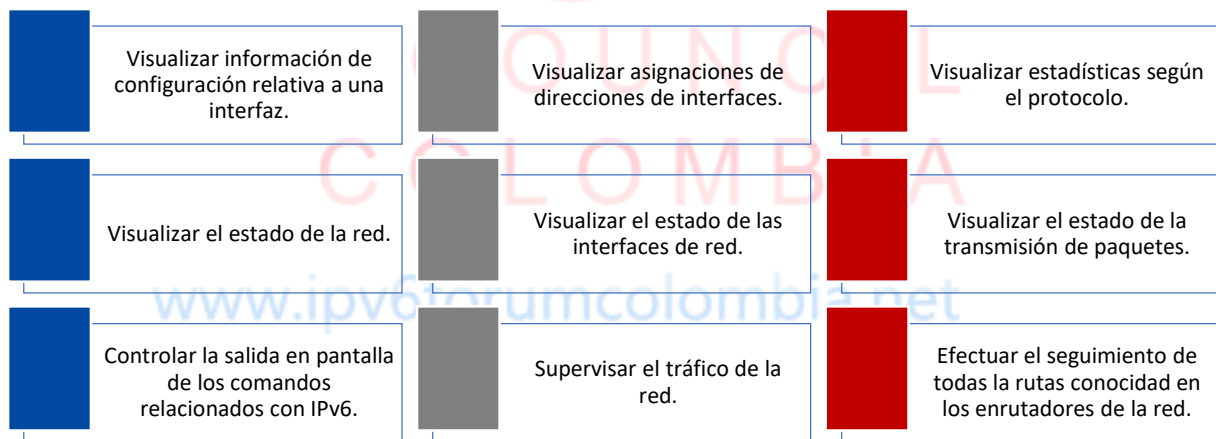 COUNCIL
COLOMBIA
www.ipv6forumcolombia.net
Visualizar información de
configuración relativa a una
interfaz.
Visualizar asignaciones de
direcciones de interfaces.
Visualizar estadísticas según
el protocolo.
Visualizar el estado de la red.
Visualizar el estado de las
interfaces de red.
Visualizar el estado de la
transmisión de paquetes.
Controlar la salida en pantalla
de los comandos
relacionados con IPv6.
Supervisar el tráfico de la
red.
Efectuar el seguimiento de
todas la rutas conocidad en
los enrutadores de la red.